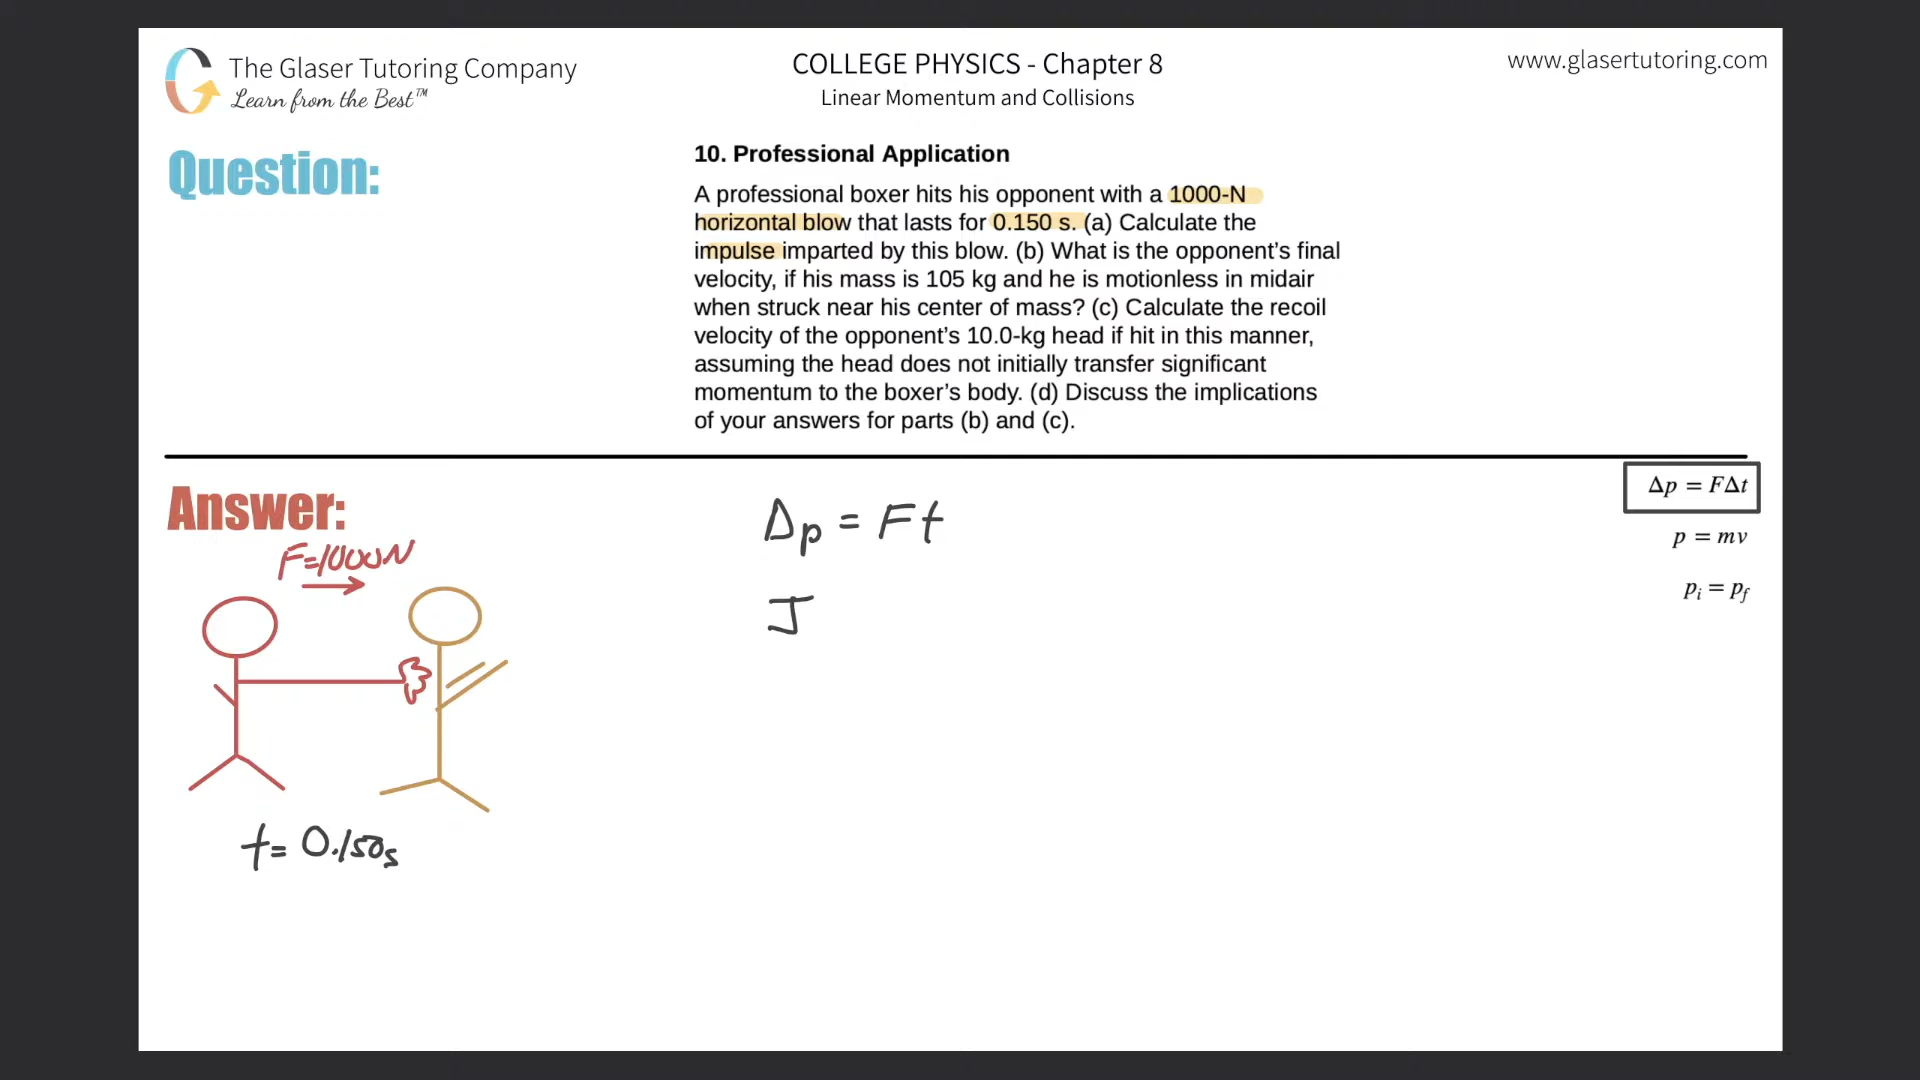 The Glaser Tutoring Company
Learn from the Best™
COLLEGE PHYSICS - Chapter 8
Linear Momentum and Collisions
www.glasertutoring.com
Question:
10. Professional Application
A professional boxer hits his opponent with a 1000-N
horizontal blow that lasts for 0.150 s. (a) Calculate the
impulse imparted by this blow. (b) What is the opponent’s final
velocity, if his mass is 105 kg and he is motionless in midair
when struck near his center of mass? (c) Calculate the recoil
velocity of the opponent’s 10.0-kg head if hit in this manner,
assuming the head does not initially transfer significant
momentum to the boxer’s body. (d) Discuss the implications
of your answers for parts (b) and (c).
Answer:
F=1000N
t= 0.150s
Δp = Ft
J
Δp = FΔt
p = mv
pᵢ = p_f